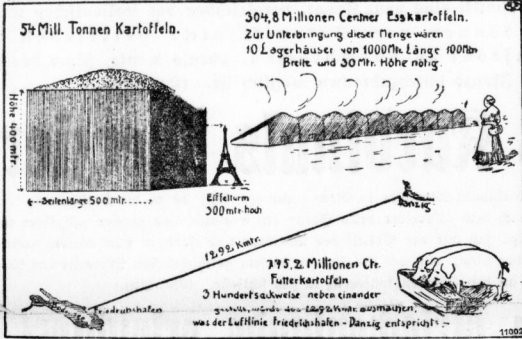 54 Mill. Tonnen Kartoffeln.
304,8 Millionen Centner Esskartoffeln.
Zur Unterbringung dieser Menge wären
10 Lagerhäuser von 1000 Mtr. Länge 100 Mtr.
Breite und 30 Mtr. Höhe nötig.
Höhe 400 mtr.
Seitenlänge 500 mtr.
Eiffelturm
300 mtr hoch
Danzig
1292 Kmtr.
Friedrichshafen
775,2 Millionen Ctr.
Futterkartoffeln
Hundertsackweise neben einander
gestellt, würde das 1292 Kmtr. ausmachen,
was der Luftlinie Friedrichshafen - Danzig entspricht.
11002